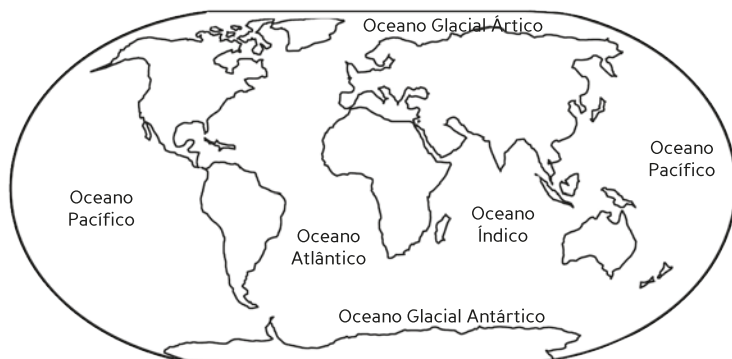 Oceano Glacial Ártico
Oceano
Pacífico
Oceano
Pacífico
Oceano
Atlântico
Oceano
Índico
Oceano Glacial Antártico